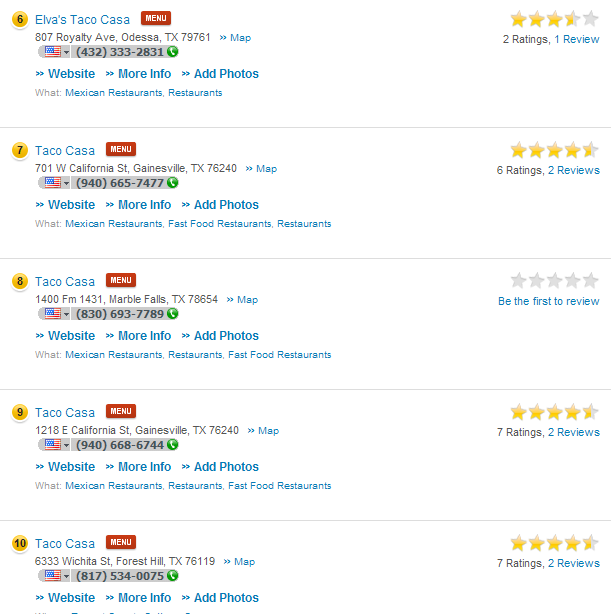 6 Elva's Taco Casa MENU
807 Royalty Ave, Odessa, TX 79761 » Map
2 Ratings, 1 Review
(432) 333-2831
» Website » More Info » Add Photos
What: Mexican Restaurants, Restaurants
7 Taco Casa MENU
701 W California St, Gainesville, TX 76240 » Map
6 Ratings, 2 Reviews
(940) 665-7477
» Website » More Info » Add Photos
What: Mexican Restaurants, Fast Food Restaurants, Restaurants
8 Taco Casa MENU
1400 Fm 1431, Marble Falls, TX 78654 » Map
Be the first to review
(830) 693-7789
» Website » More Info » Add Photos
What: Mexican Restaurants, Restaurants, Fast Food Restaurants
9 Taco Casa MENU
1218 E California St, Gainesville, TX 76240 » Map
7 Ratings, 2 Reviews
(940) 668-6744
» Website » More Info » Add Photos
What: Mexican Restaurants, Restaurants, Fast Food Restaurants
10 Taco Casa MENU
6333 Wichita St, Forest Hill, TX 76119 » Map
7 Ratings, 2 Reviews
(817) 534-0075
» Website » More Info » Add Photos